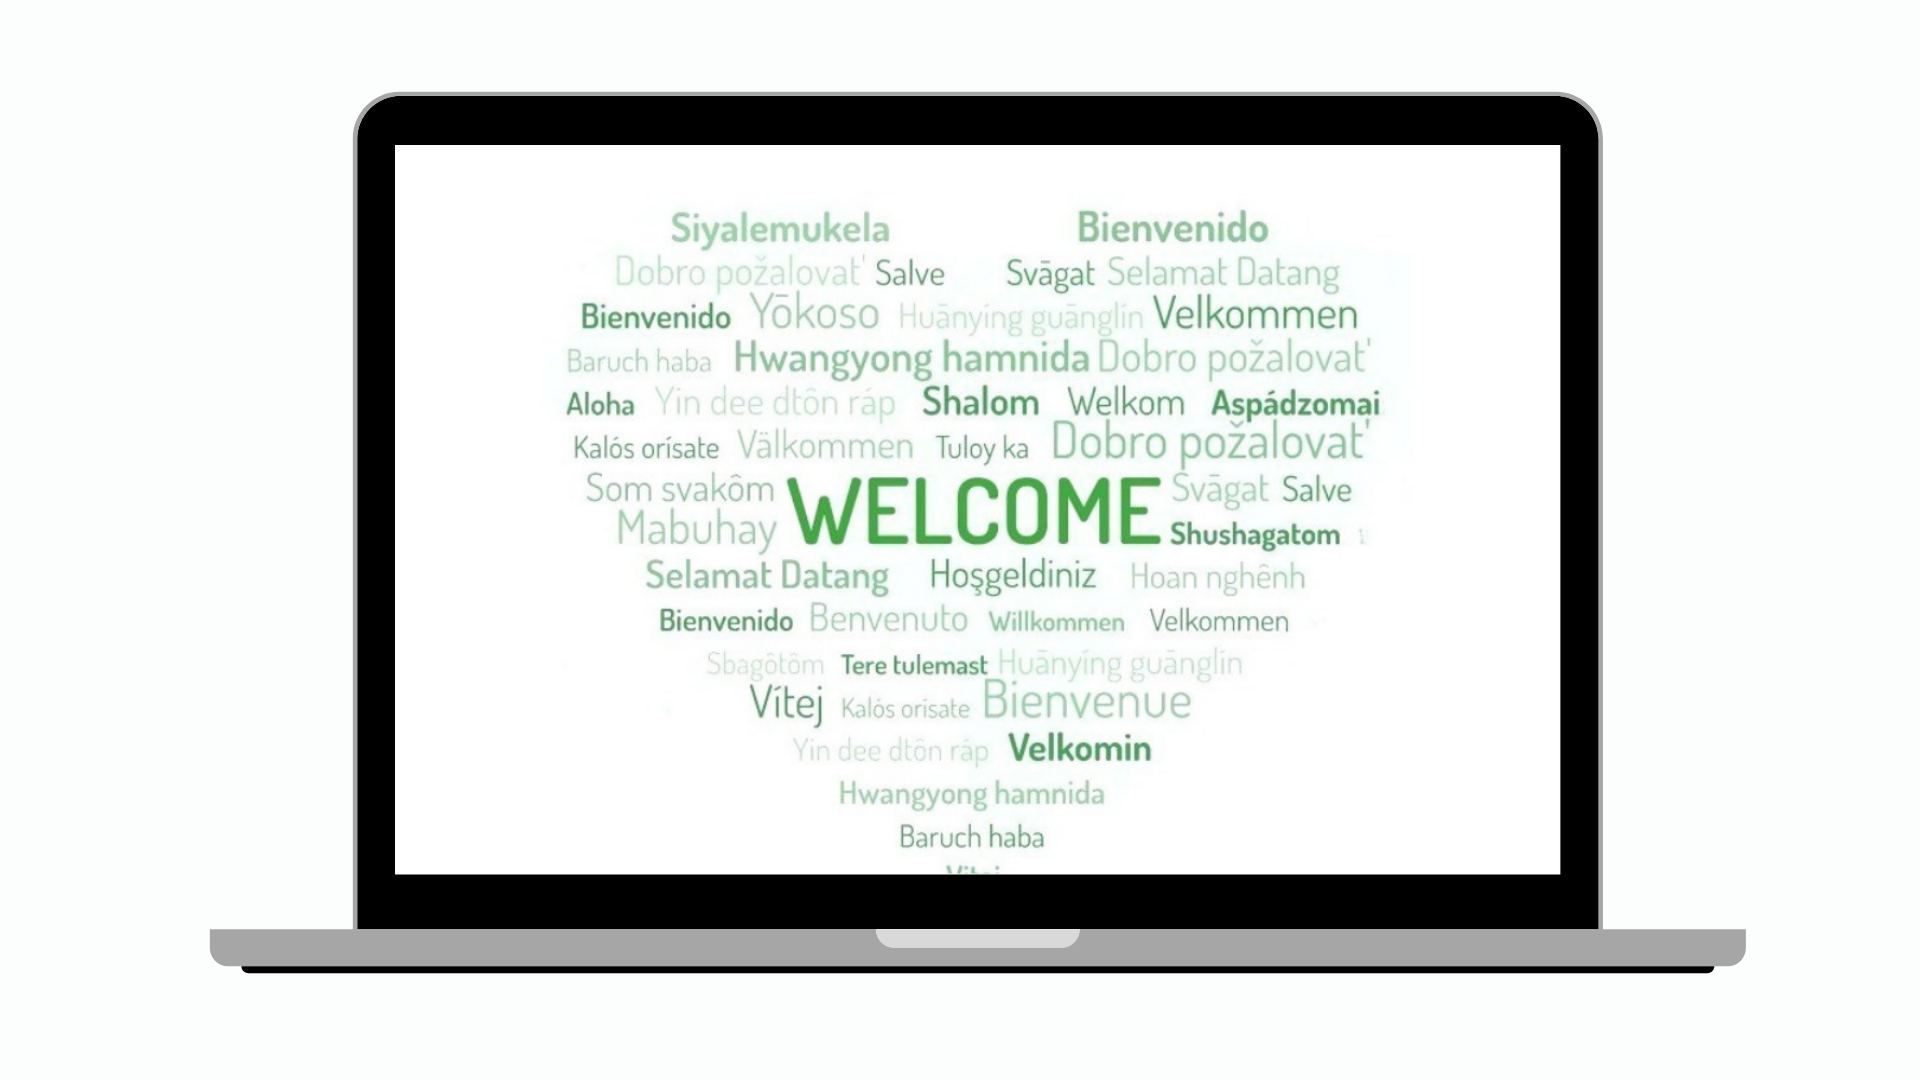 Siyalemukela Bienvenido
Dobro požalovat' Salve Svāgat Selamat Datang
Bienvenido Yōkoso Huānyíng guānglín Velkommen
Baruch haba Hwangyong hamnida Dobro požalovat'
Aloha Yin dee dtôn ráp Shalom Welkom Aspádzomai
Kalós orísate Välkommen Tuloy ka Dobro požalovat'
Som svakôm WELCOME Svāgat Salve
Mabuhay Shushagatom
Selamat Datang Hoşgeldiniz Hoan nghênh
Bienvenido Benvenuto Willkommen Velkommen
Sbagôtôm Tere tulemast Huānyíng guānglín
Vítej Kalós orísate Bienvenue
Yin dee dtôn ráp Velkomin
Hwangyong hamnida
Baruch haba